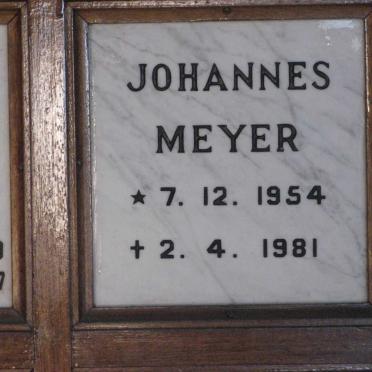 JOHANNES
MEYER
★ 7. 12. 1954
✝ 2. 4. 1981